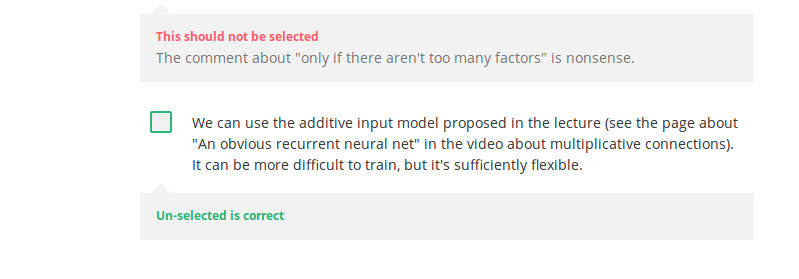 This should not be selected
The comment about "only if there aren't too many factors" is nonsense.
We can use the additive input model proposed in the lecture (see the page about
"An obvious recurrent neural net" in the video about multiplicative connections).
It can be more difficult to train, but it's sufficiently flexible.
Un-selected is correct